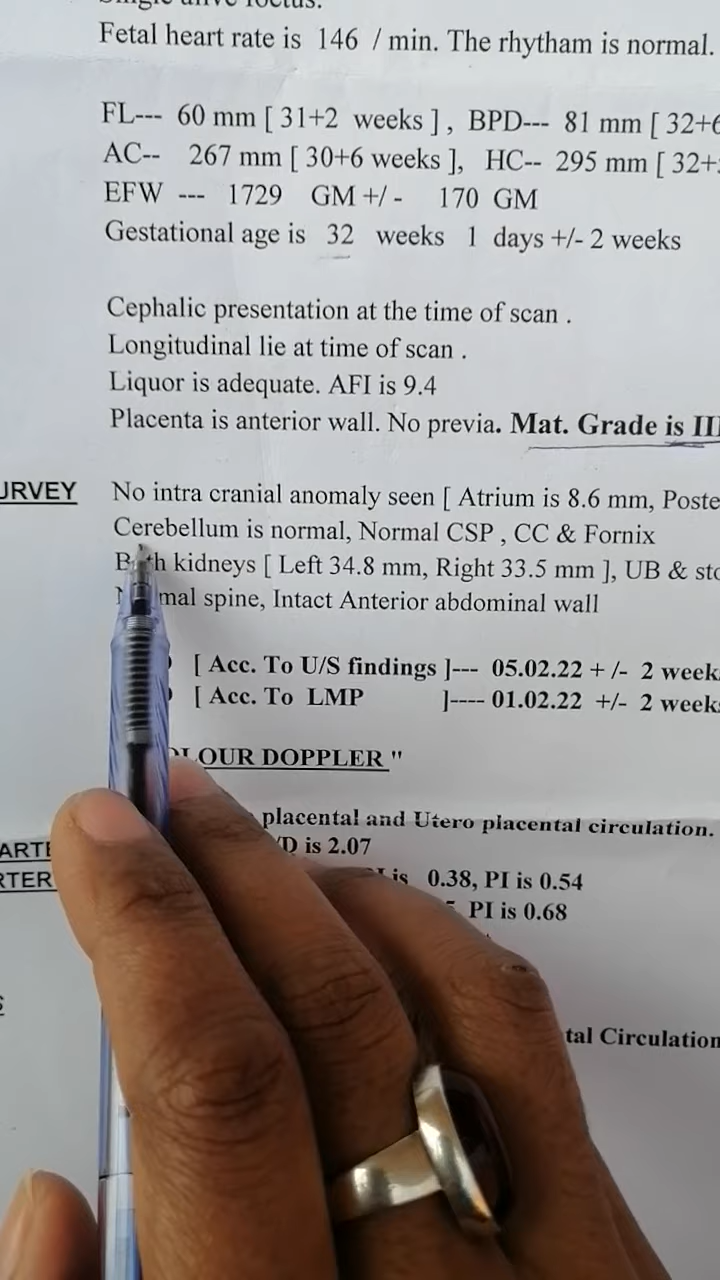 Fetal heart rate is 146 / min. The rhytham is normal.
FL--- 60 mm [ 31+2 weeks ] , BPD--- 81 mm [ 32+6
AC-- 267 mm [ 30+6 weeks ], HC-- 295 mm [ 32+
EFW --- 1729 GM +/- 170 GM
Gestational age is 32 weeks 1 days +/- 2 weeks
Cephalic presentation at the time of scan .
Longitudinal lie at time of scan .
Liquor is adequate. AFI is 9.4
Placenta is anterior wall. No previa. Mat. Grade is III
URVEY No intra cranial anomaly seen [ Atrium is 8.6 mm, Poste
Cerebellum is normal, Normal CSP , CC & Fornix
kidneys [ Left 34.8 mm, Right 33.5 mm ], UB & sto
mal spine, Intact Anterior abdominal wall
[ Acc. To U/S findings ]--- 05.02.22 + /- 2 week
[ Acc. To LMP ]---- 01.02.22 +/- 2 week
OLOUR DOPPLER "
placental and Utero placental circulation.
ARTE /D is 2.07
RTER is 0.38, PI is 0.54
PI is 0.68
tal Circulation